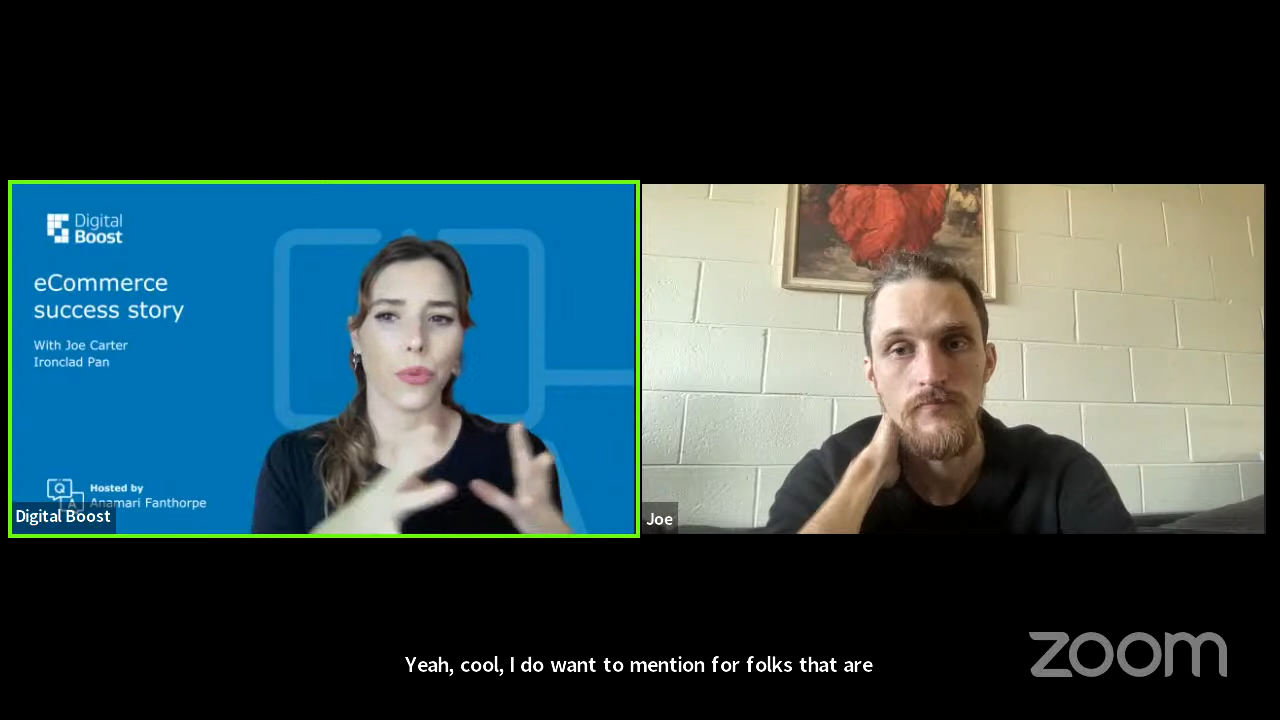 Digital
Boost
eCommerce
success story
With Joe Carter
Ironclad Pan
Q
A
Hosted by
Anamari Fanthorpe
Digital Boost
Joe
Yeah, cool, I do want to mention for folks that are
zoom